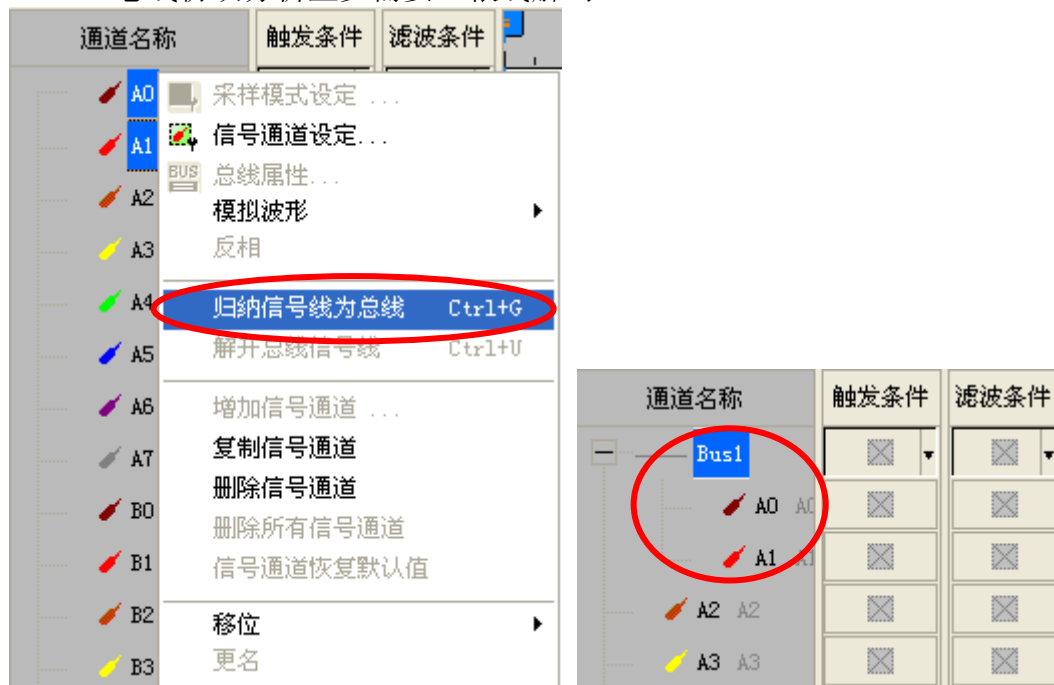 通道名称 触发条件 滤波条件
A0
A1
A2
A3
A4
A5
A6
A7
B0
B1
B2
B3
采样模式设定 ...
信号通道设定...
BUS 总线属性...
模拟波形
反相
归纳信号线为总线 Ctrl+G
解开总线信号线 Ctrl+U
增加信号通道 ...
复制信号通道
删除信号通道
删除所有信号通道
信号通道恢复默认值
移位
更名
通道名称 触发条件 滤波条件
Bus1
A0 A0
A1 A1
A2 A2
A3 A3